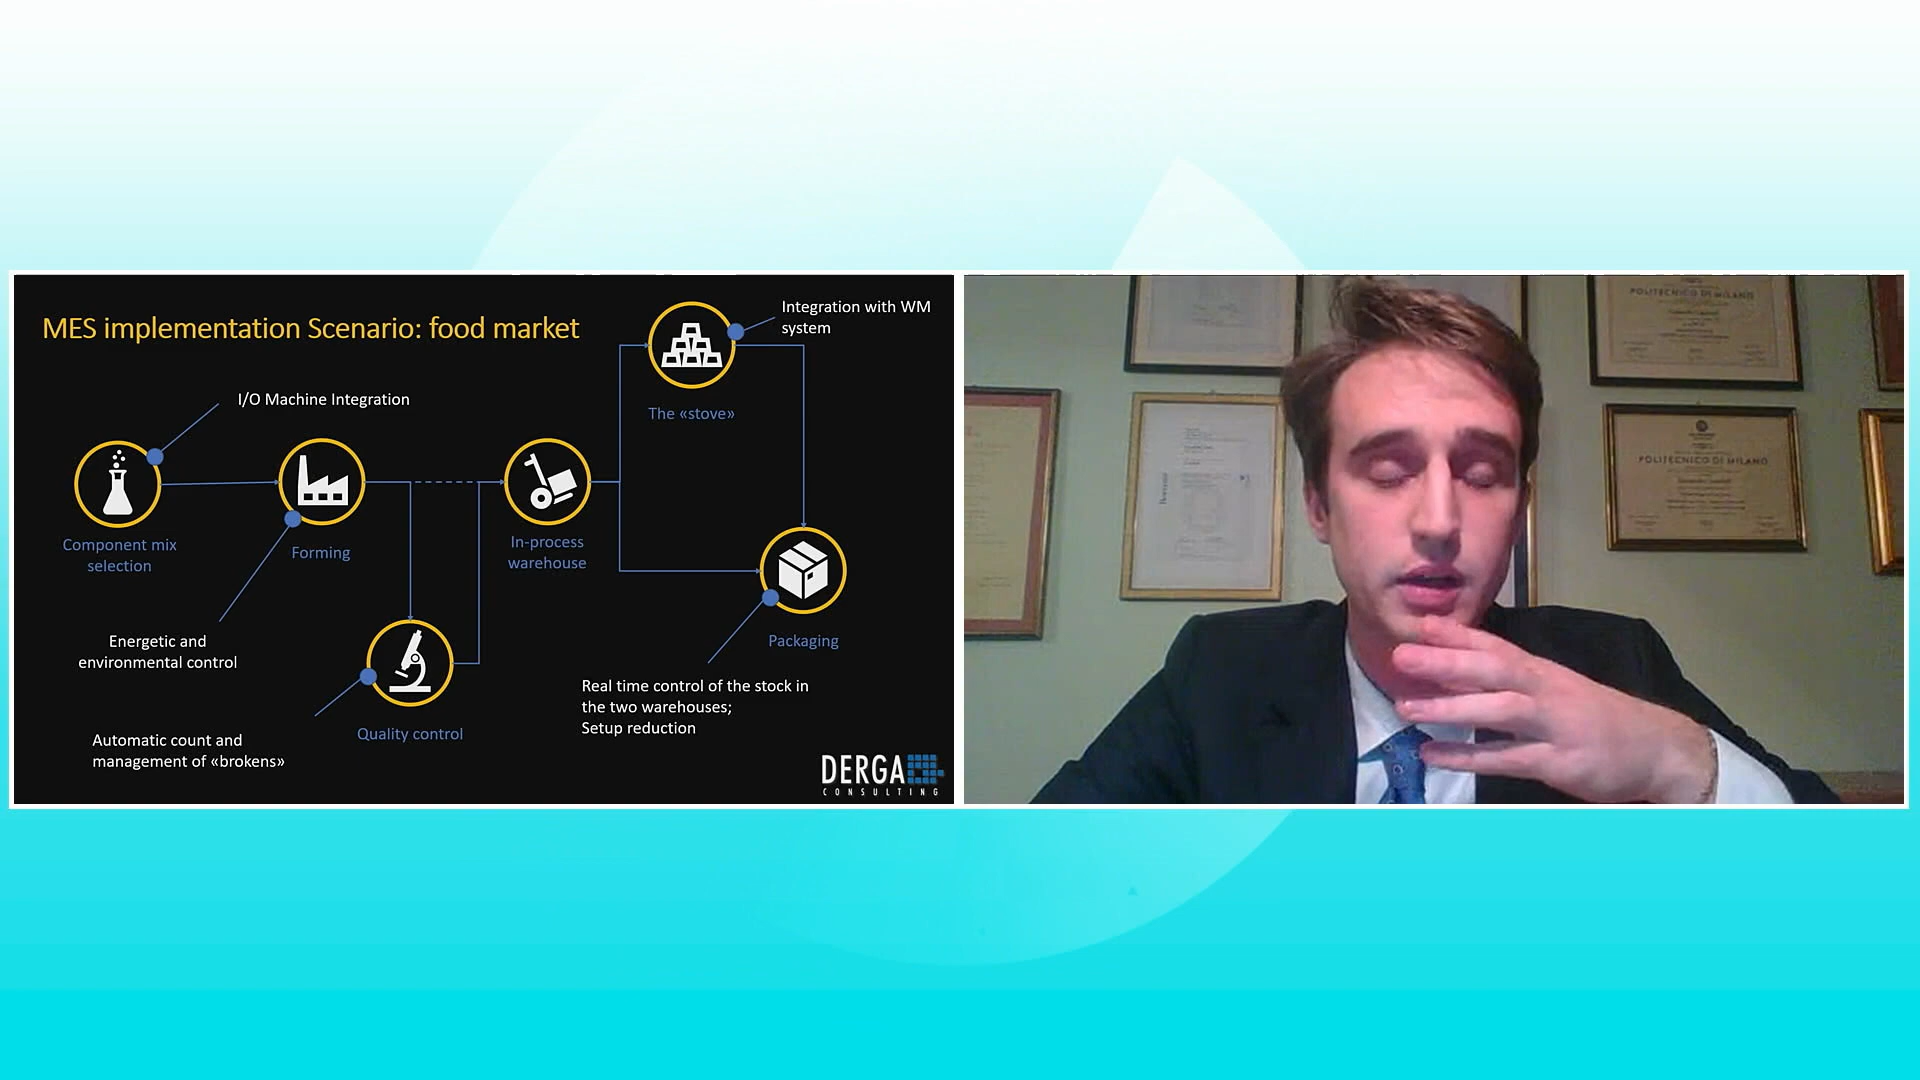 MES implementation Scenario: food market
Integration with WM
system
I/O Machine Integration
The «stove»
Component mix
selection
Forming
In-process
warehouse
Energetic and
environmental control
Packaging
Real time control of the stock in
the two warehouses;
Setup reduction
Automatic count and
management of «brokens»
Quality control
DERGA
CONSULTING
POLITECNICO DI MILANO
POLITECNICO DI MILANO